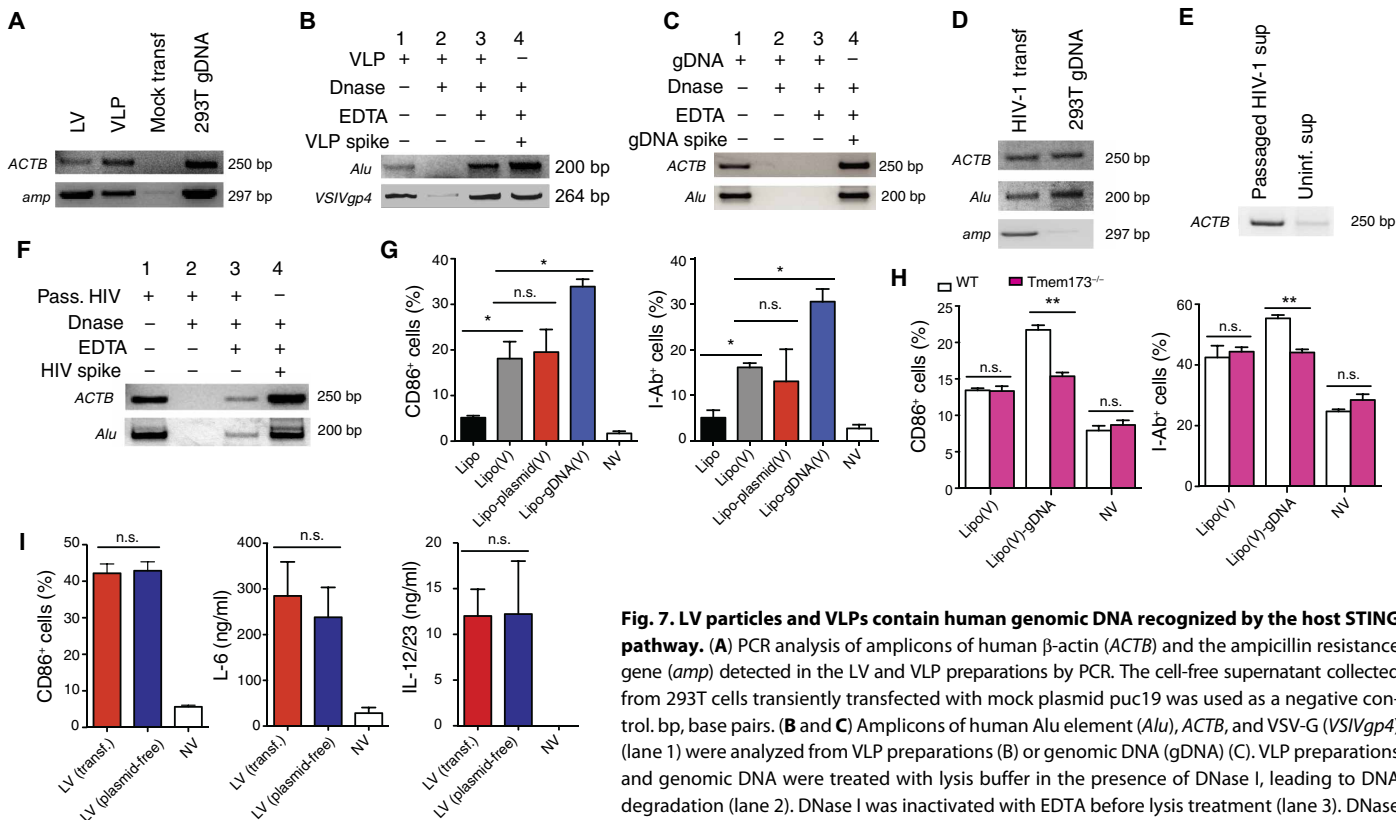 A
LV
VLP
Mock transf
293T gDNA
ACTB
250 bp
amp
297 bp
B
1 2 3 4
VLP + + + –
Dnase – + + +
EDTA – – + +
VLP spike +
Alu 200 bp
VSIVgp4 264 bp
C
1 2 3 4
gDNA + + + –
Dnase – + + +
EDTA – – + +
gDNA spike +
ACTB 250 bp
Alu 200 bp
D
HIV-1 transf
293T gDNA
ACTB 250 bp
Alu 200 bp
amp 297 bp
E
Passaged HIV-1 sup
Uninf. sup
ACTB 250 bp
F
1 2 3 4
Pass. HIV + + + –
Dnase – + + +
EDTA – – + +
HIV spike +
ACTB 250 bp
Alu 200 bp
G
CD86+ cells (%)
40
30
20
10
0
*
n.s.
*
Lipo
Lipo(V)
Lipo-plasmid(V)
Lipo-gDNA(V)
NV
I-Ab+ cells (%)
40
30
20
10
0
*
n.s.
*
Lipo
Lipo(V)
Lipo-plasmid(V)
Lipo-gDNA(V)
NV
H
WT
Tmem173−/−
CD86+ cells (%)
25
20
15
10
5
0
n.s.
**
n.s.
Lipo(V)
Lipo(V)-gDNA
NV
I-Ab+ cells (%)
60
40
20
0
n.s.
**
n.s.
Lipo(V)
Lipo(V)-gDNA
NV
I
CD86+ cells (%)
50
40
30
20
10
0
n.s.
LV (transf.)
LV (plasmid-free)
NV
L-6 (ng/ml)
400
300
200
100
0
n.s.
LV (transf.)
LV (plasmid-free)
NV
IL-12/23 (ng/ml)
20
15
10
5
0
n.s.
LV (transf.)
LV (plasmid-free)
NV
Fig. 7. LV particles and VLPs contain human genomic DNA recognized by the host STING
pathway. (A) PCR analysis of amplicons of human β-actin (ACTB) and the ampicillin resistance
gene (amp) detected in the LV and VLP preparations by PCR. The cell-free supernatant collected
from 293T cells transiently transfected with mock plasmid puc19 was used as a negative con-
trol. bp, base pairs. (B and C) Amplicons of human Alu element (Alu), ACTB, and VSV-G (VSIVgp4)
(lane 1) were analyzed from VLP preparations (B) or genomic DNA (gDNA) (C). VLP preparations
and genomic DNA were treated with lysis buffer in the presence of DNase I, leading to DNA
degradation (lane 2). DNase I was inactivated with EDTA before lysis treatment (lane 3). DNase